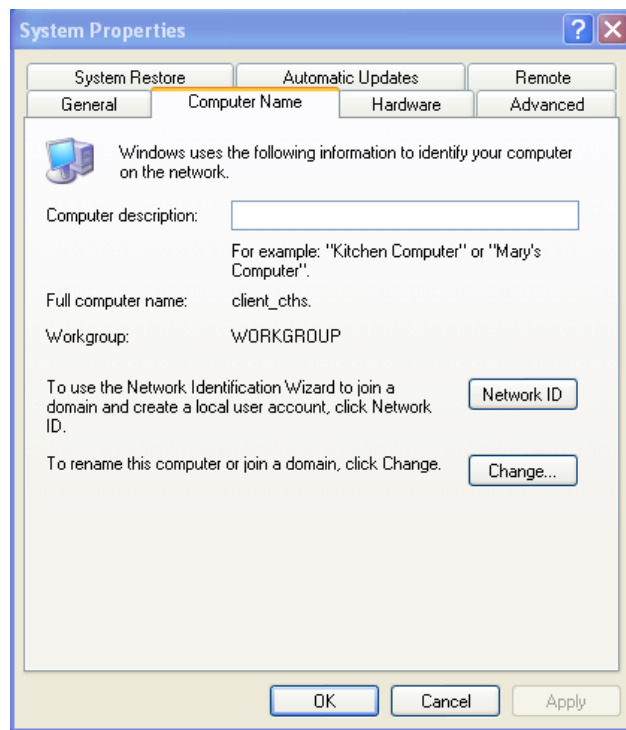 System Properties
System Restore Automatic Updates Remote
General Computer Name Hardware Advanced
Windows uses the following information to identify your computer
on the network.
Computer description:
For example: "Kitchen Computer" or "Mary's
Computer".
Full computer name: client_cths.
Workgroup: WORKGROUP
To use the Network Identification Wizard to join a
domain and create a local user account, click Network
ID.
Network ID
To rename this computer or join a domain, click Change.
Change...
OK Cancel Apply